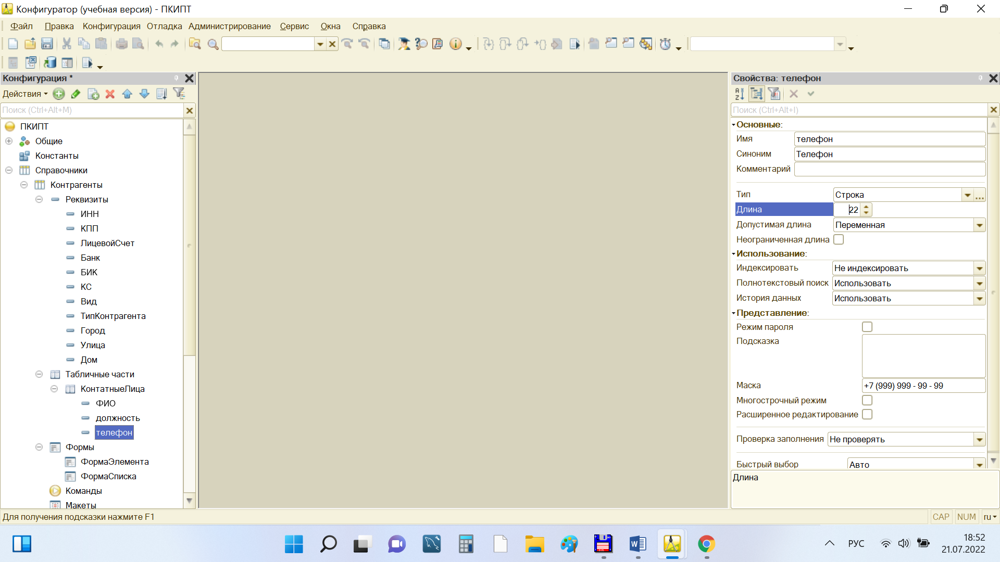 Конфигуратор (учебная версия) - ПКИПТ
Файл Правка Конфигурация Отладка Администрирование Сервис Окна Справка
Конфигурация *
Действия
Поиск (Ctrl+Alt+M)
ПКИПТ
Общие
Константы
Справочники
Контрагенты
Реквизиты
ИНН
КПП
ЛицевойСчет
Банк
БИК
КС
Вид
ТипКонтрагента
Город
Улица
Дом
Табличные части
КонтатныеЛица
ФИО
должность
телефон
Формы
ФормаЭлемента
ФормаСписка
Команды
Макеты
Свойства: телефон
Поиск (Ctrl+Alt+I)
Основные:
Имя телефон
Синоним Телефон
Комментарий
Тип Строка
Длина 22
Допустимая длина Переменная
Неограниченная длина
Использование:
Индексировать Не индексировать
Полнотекстовый поиск Использовать
История данных Использовать
Представление:
Режим пароля
Подсказка
Маска +7 (999) 999 - 99 - 99
Многострочный режим
Расширенное редактирование
Проверка заполнения Не проверять
Быстрый выбор Авто
Длина
Для получения подсказки нажмите F1
CAP NUM ru
РУС
18:52
21.07.2022